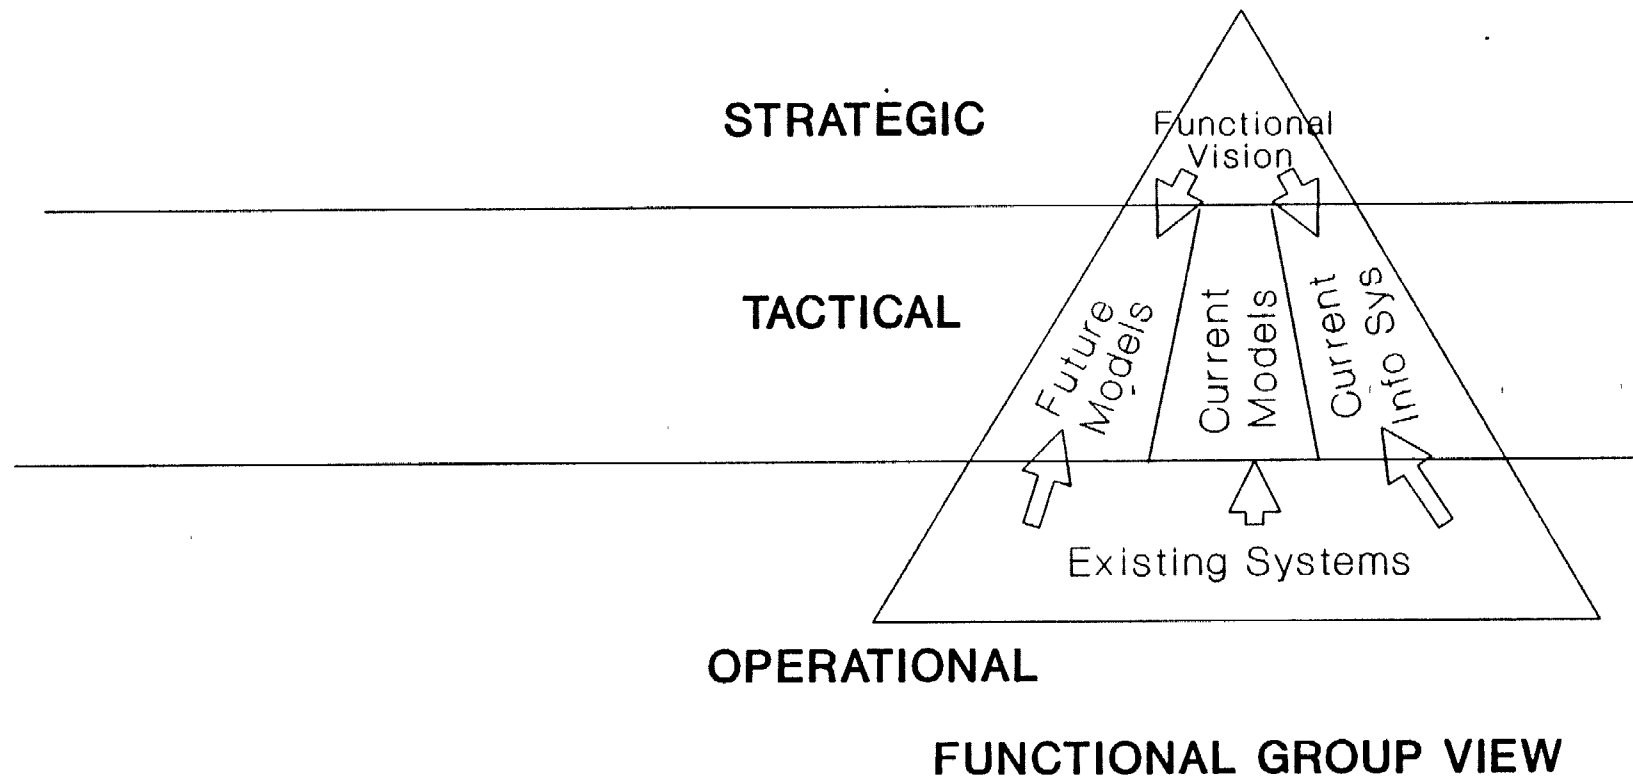 STRATEGIC
Functional
Vision
TACTICAL
Future
Models
Current
Models
Current
Info Sys
Existing Systems
OPERATIONAL
FUNCTIONAL GROUP VIEW